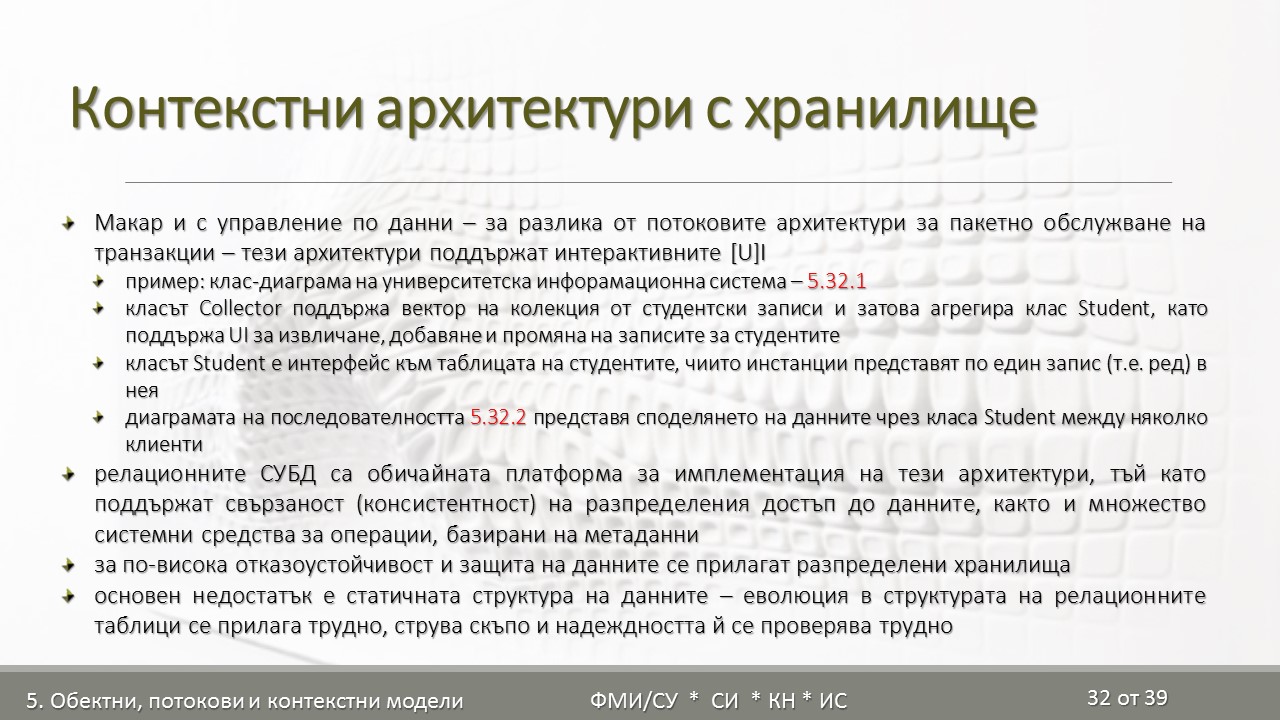 Контекстни архитектури с хранилище
Макар и с управление по данни – за разлика от потоковите архитектури за пакетно обслужване на
транзакции – тези архитектури поддържат интерактивните [U]I
пример: клас-диаграма на университетска инфорамационна система – 5.32.1
класът Collector поддържа вектор на колекция от студентски записи и затова агрегира клас Student, като
поддържа UI за извличане, добавяне и промяна на записите за студентите
класът Student е интерфейс към таблицата на студентите, чиито инстанции представят по един запис (т.е. ред) в
нея
диаграмата на последователността 5.32.2 представя споделянето на данните чрез класа Student между няколко
клиенти
релационните СУБД са обичайната платформа за имплементация на тези архитектури, тъй като
поддържат свързаност (консистентност) на разпределения достъп до данните, както и множество
системни средства за операции, базирани на метаданни
за по-висока отказоустойчивост и защита на данните се прилагат разпределени хранилища
основен недостатък е статичната структура на данните – еволюция в структурата на релационните
таблици се прилага трудно, струва скъпо и надеждността й се проверява трудно
5. Обектни, потокови и контекстни модели
ФМИ/СУ * СИ * КН * ИС
32 от 39